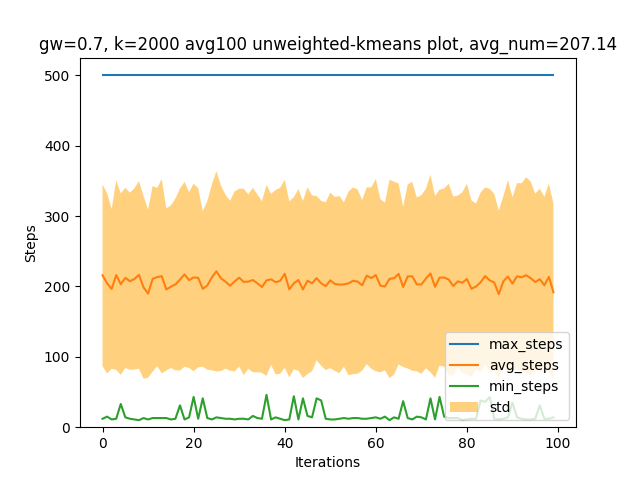 gw=0.7, k=2000 avg100 unweighted-kmeans plot, avg_num=207.14
500
400
300
200
100
0
Steps
max_steps
avg_steps
min_steps
std
0 20 40 60 80 100
Iterations